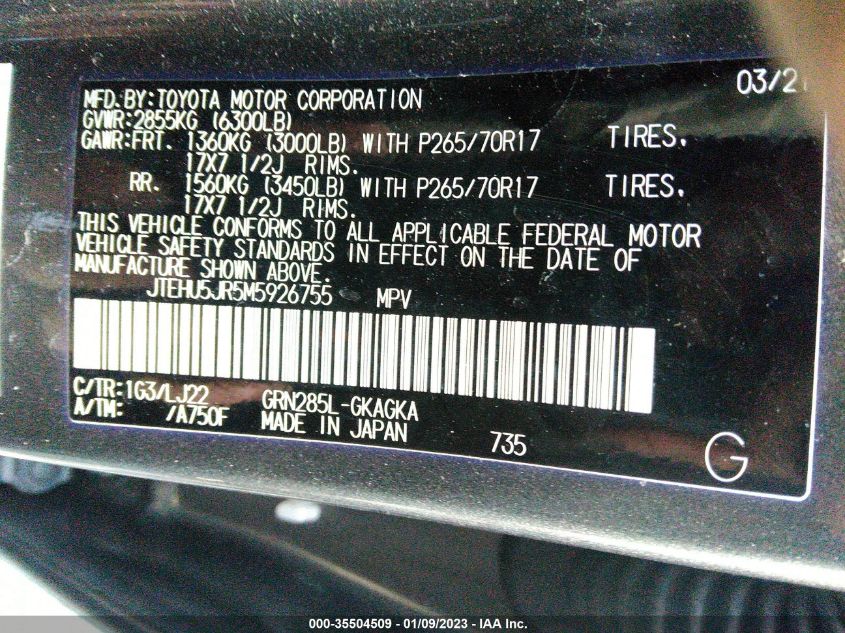 03/2
MFD. BY: TOYOTA MOTOR CORPORATION
GVWR: 2855KG (6300LB)
GAWR: FRT. 1360KG (3000LB) WITH P265/70R17 TIRES.
17X7 1/2J RIMS.
RR. 1560KG (3450LB) WITH P265/70R17 TIRES.
17X7 1/2J RIMS.
THIS VEHICLE CONFORMS TO ALL APPLICABLE FEDERAL MOTOR
VEHICLE SAFETY STANDARDS IN EFFECT ON THE DATE OF
MANUFACTURE SHOWN ABOVE.
JTEHU5JR5M5926755 MPV
C/TR: 1G3/LJ22 GRN285L-GKAGKA
A/TM: /A750F MADE IN JAPAN 735
G
000-35504509 - 01/09/2023 - IAA Inc.